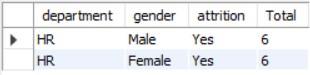 department gender attrition Total
HR Male Yes 6
HR Female Yes 6